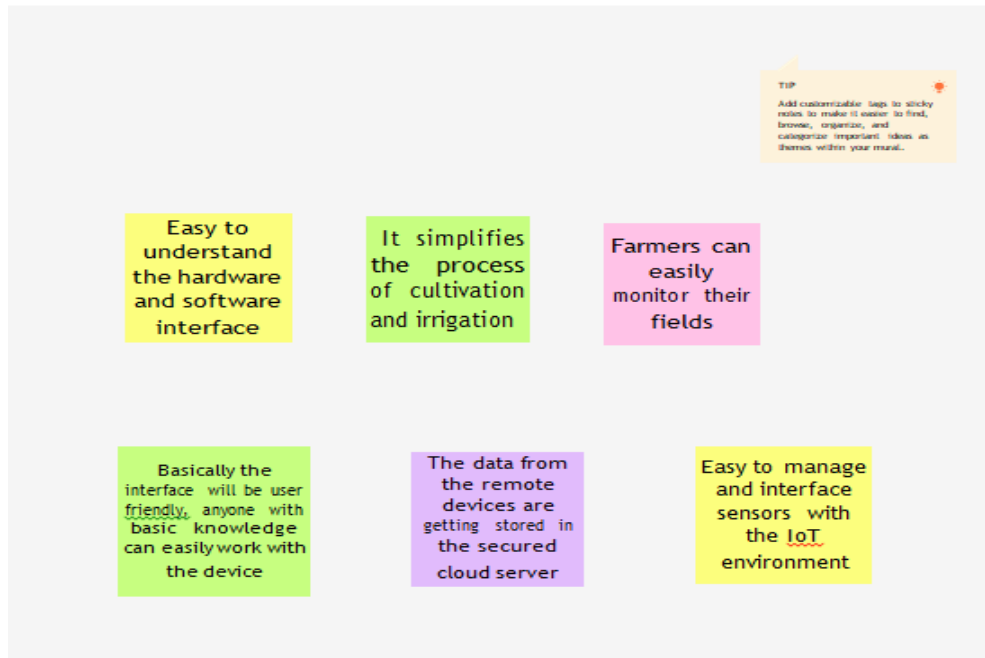 TIP
Add customizable tags to sticky
notes to make it easier to find,
browse, organize, and
categorize important ideas as
themes within your mural..
Easy to
understand
the hardware
and software
interface
It simplifies
the process
of cultivation
and irrigation
Farmers can
easily
monitor their
fields
Basically the
interface will be user
friendly, anyone with
basic knowledge
can easily work with
the device
The data from
the remote
devices are
getting stored in
the secured
cloud server
Easy to manage
and interface
sensors with
the IoT
environment